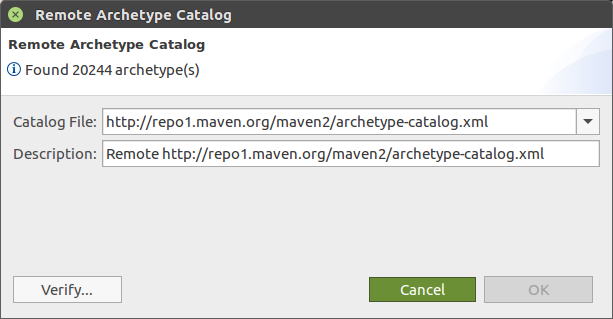 Remote Archetype Catalog
Remote Archetype Catalog
Found 20244 archetype(s)
Catalog File: http://repo1.maven.org/maven2/archetype-catalog.xml
Description: Remote http://repo1.maven.org/maven2/archetype-catalog.xml
Verify... Cancel OK